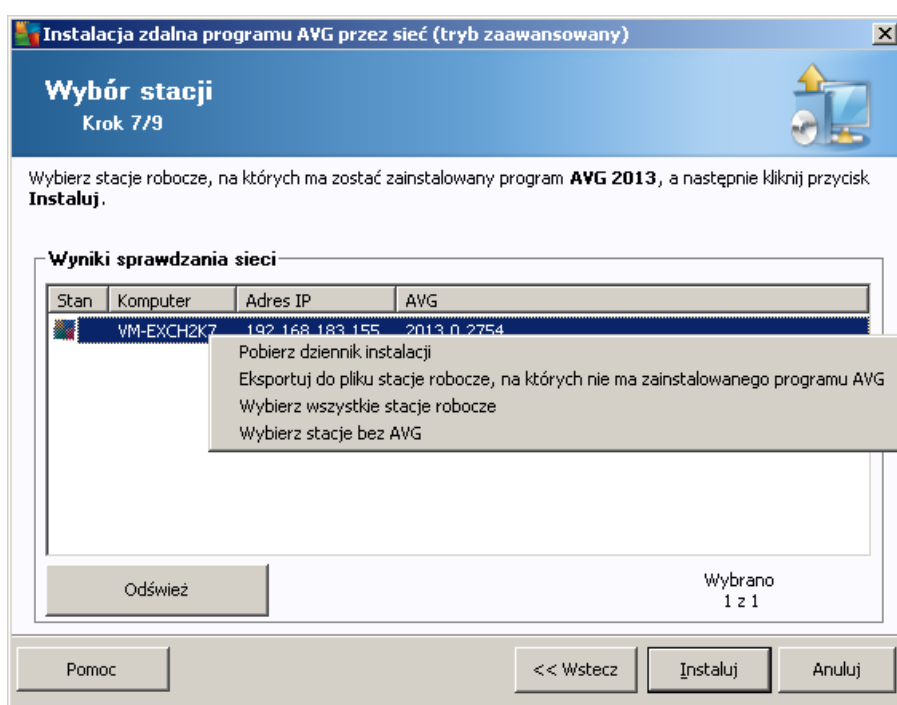 Instalacja zdalna programu AVG przez sieć (tryb zaawansowany)
Wybór stacji
Krok 7/9
Wybierz stacje robocze, na których ma zostać zainstalowany program AVG 2013, a następnie kliknij przycisk
Instaluj.
Wyniki sprawdzania sieci
Stan Komputer Adres IP AVG
VM-EXCH2K7 192.168.183.155 2013.0.2754
Pobierz dziennik instalacji
Eksportuj do pliku stacje robocze, na których nie ma zainstalowanego programu AVG
Wybierz wszystkie stacje robocze
Wybierz stacje bez AVG
Odśwież
Wybrano
1 z 1
Pomoc << Wstecz Instaluj Anuluj